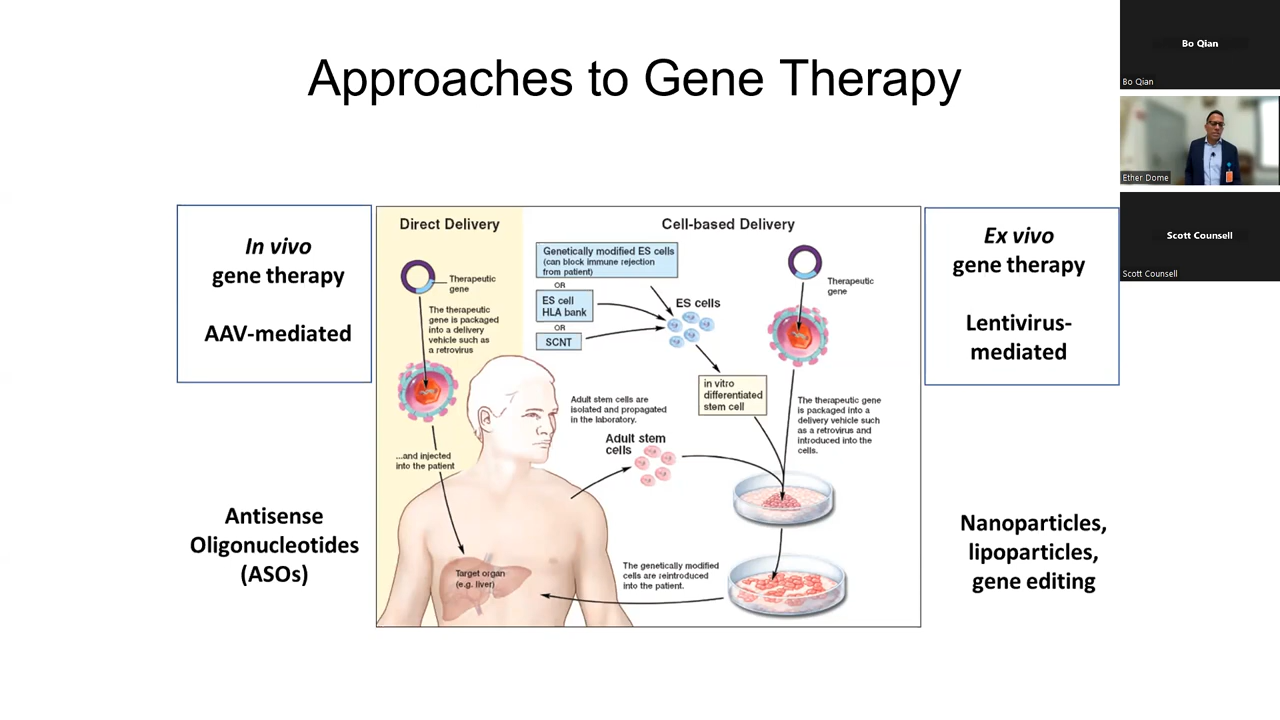 Approaches to Gene Therapy
In vivo
gene therapy
AAV-mediated
Antisense
Oligonucleotides
(ASOs)
Direct Delivery
Therapeutic
gene
The therapeutic
gene is packaged
into a delivery
vehicle such as
a retrovirus
...and injected
into the patient
Target organ
(e.g. liver)
Cell-based Delivery
Genetically modified ES cells
(can block immune rejection
from patient)
OR
ES cell
HLA bank
OR
SCNT
ES cells
in vitro
differentiated
stem cell
Adult stem cells are
isolated and propagated
in the laboratory.
Adult stem
cells
Therapeutic
gene
The therapeutic gene
is packaged into a
delivery vehicle such
as a retrovirus and
introduced into the
cells.
The genetically modified
cells are reintroduced
into the patient.
Ex vivo
gene therapy
Lentivirus-
mediated
Nanoparticles,
lipoparticles,
gene editing
Bo Qian
Bo Qian
Ether Dome
Scott Counsell
Scott Counsell